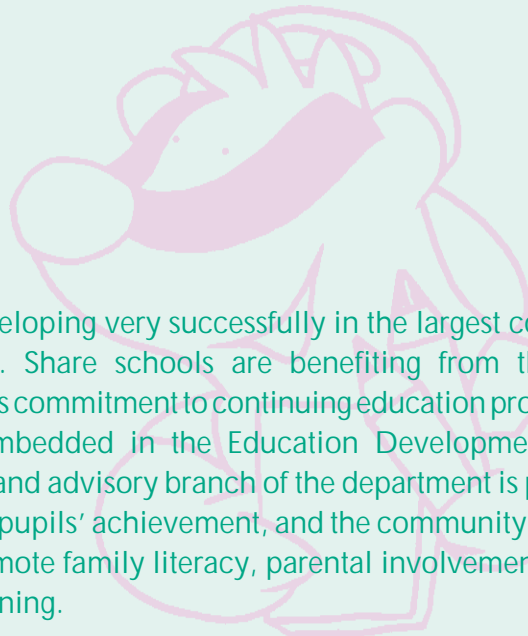 eloping very successfully in the largest co
. Share schools are benefiting from th
s commitment to continuing education pro
mbedded in the Education Developme
and advisory branch of the department is p
pupils' achievement, and the community
mote family literacy, parental involvemen
ning.